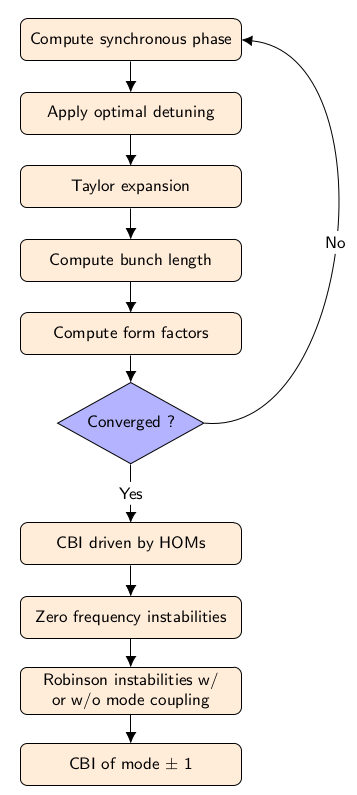 Compute synchronous phase
Apply optimal detuning
Taylor expansion
Compute bunch length
No
Compute form factors
Converged ?
Yes
CBI driven by HOMs
Zero frequency instabilities
Robinson instabilities w/
or w/o mode coupling
CBI of mode ± 1